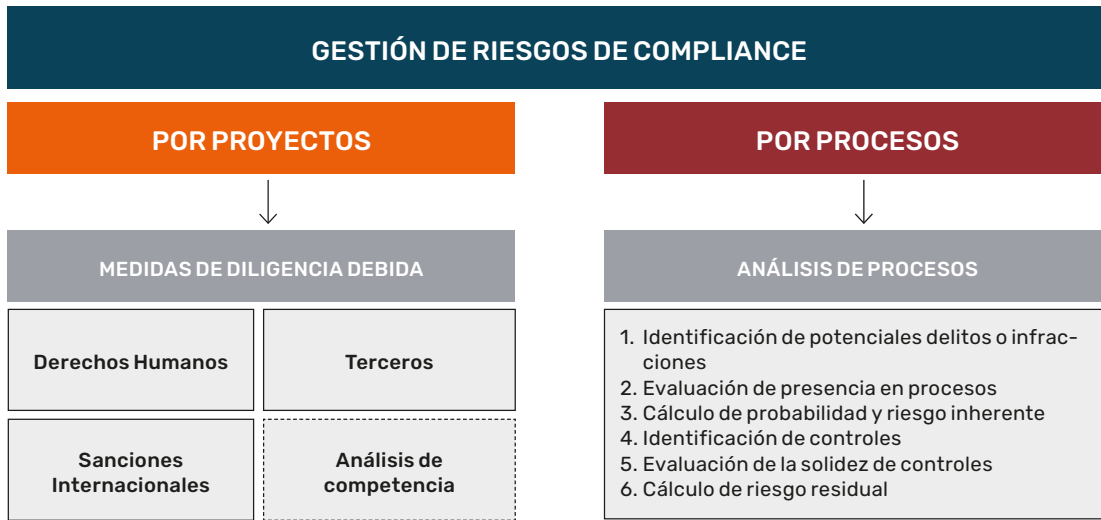 GESTIÓN DE RIESGOS DE COMPLIANCE
POR PROYECTOS
MEDIDAS DE DILIGENCIA DEBIDA
Derechos Humanos
Terceros
Sanciones
Internacionales
Análisis de
competencia
POR PROCESOS
ANÁLISIS DE PROCESOS
1. Identificación de potenciales delitos o infrac-
ciones
2. Evaluación de presencia en procesos
3. Cálculo de probabilidad y riesgo inherente
4. Identificación de controles
5. Evaluación de la solidez de controles
6. Cálculo de riesgo residual